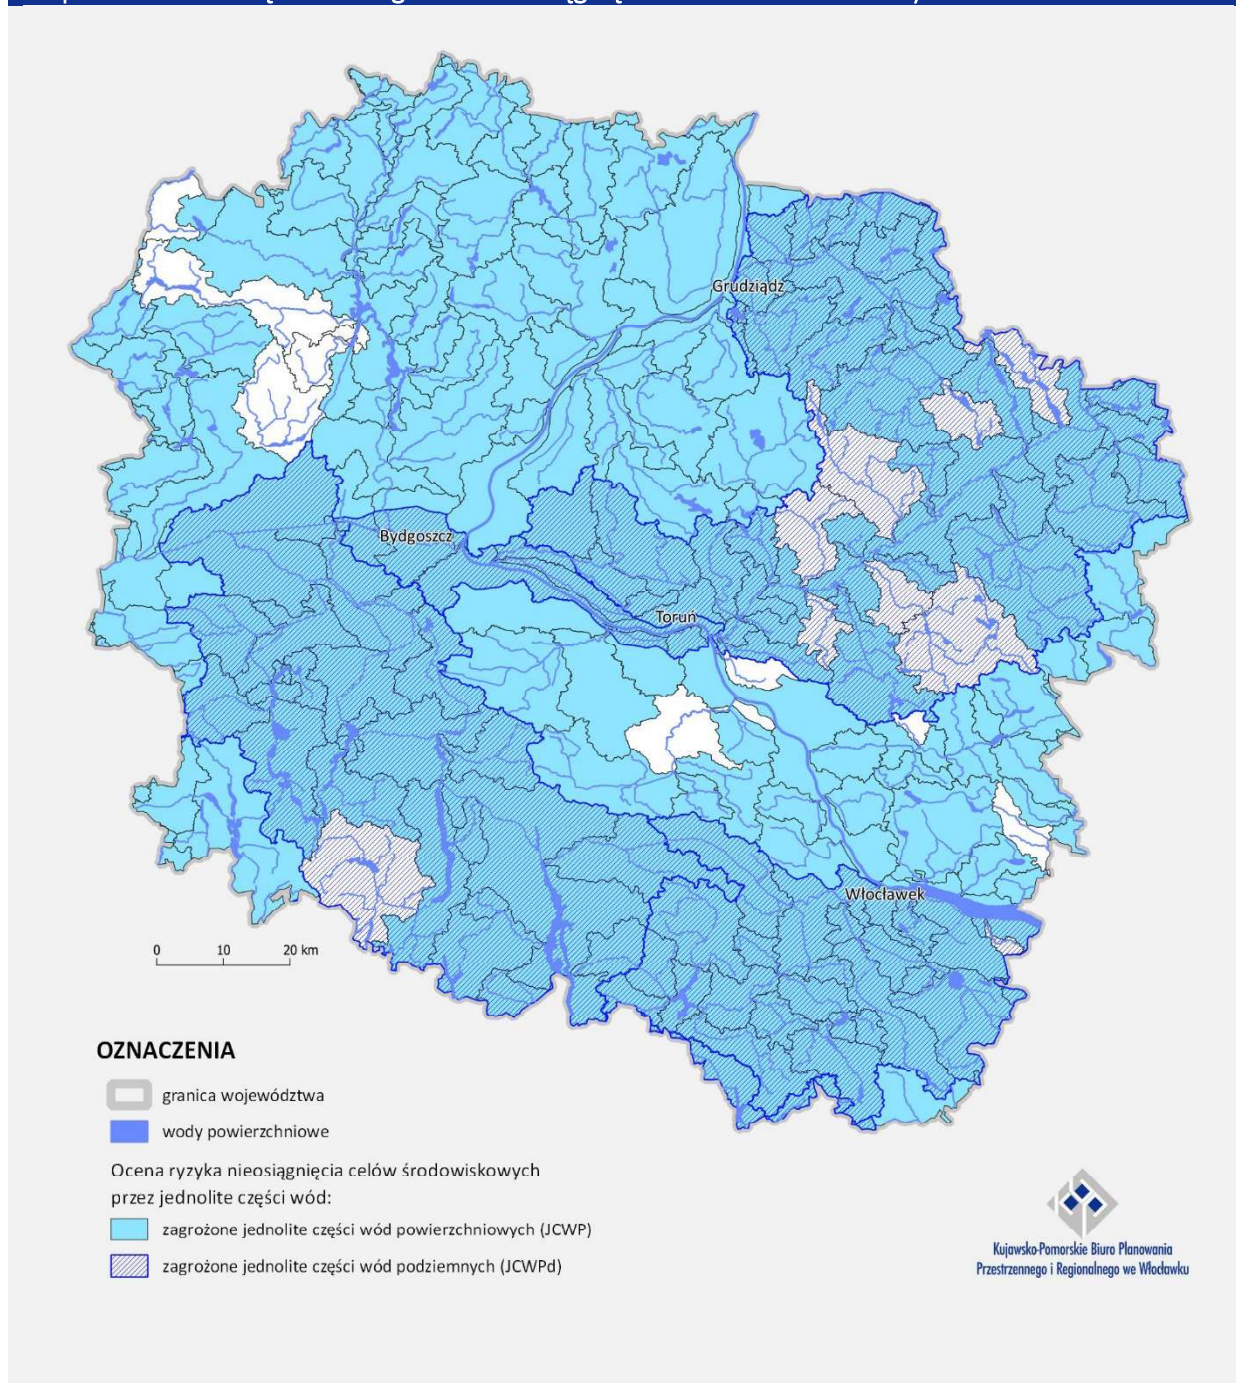 Grudziądz
Bydgoszcz
Toruń
Włocławek
0 10 20 km
OZNACZENIA
granica województwa
wody powierzchniowe
Ocena ryzyka nieosiągnięcia celów środowiskowych
przez jednolite części wód:
zagrożone jednolite części wód powierzchniowych (JCWP)
zagrożone jednolite części wód podziemnych (JCWPd)
Kujawsko-Pomorskie Biuro Planowania
Przestrzennego i Regionalnego we Włocławku